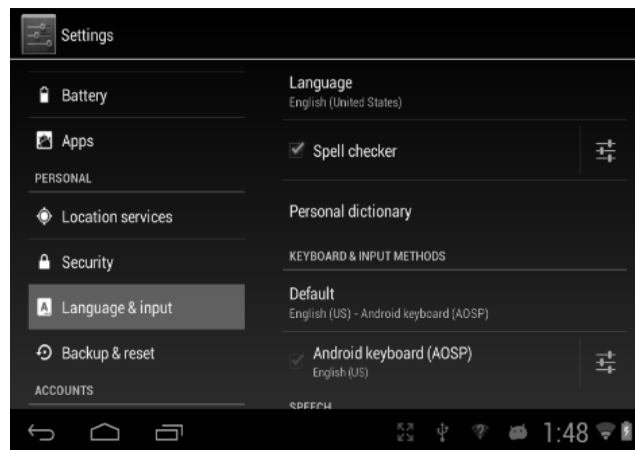 Settings
Battery
Apps
PERSONAL
Location services
Security
Language & input
Backup & reset
ACCOUNTS
Language
English (United States)
Spell checker
Personal dictionary
KEYBOARD & INPUT METHODS
Default
English (US) - Android keyboard (AOSP)
Android keyboard (AOSP)
English (US)
SPEECH
1:48